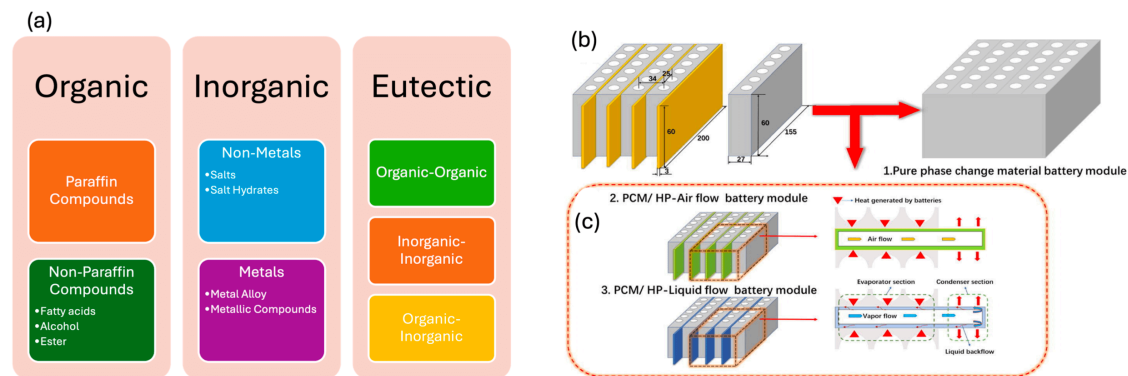 (a)
Organic
Paraffin
Compounds
Non-Paraffin
Compounds
•Fatty acids
•Alcohol
•Ester
Inorganic
Non-Metals
•Salts
•Salt Hydrates
Metals
•Metal Alloy
•Metallic Compounds
Eutectic
Organic-Organic
Inorganic-
Inorganic
Organic-
Inorganic
(b)
25
34
60
200
3
60
155
27
1.Pure phase change material battery module
(c)
2. PCM/ HP-Air flow battery module
Heat generated by batteries
Air flow
3. PCM/ HP-Liquid flow battery module
Evaporator section
Condenser section
Vapor flow
Liquid backflow